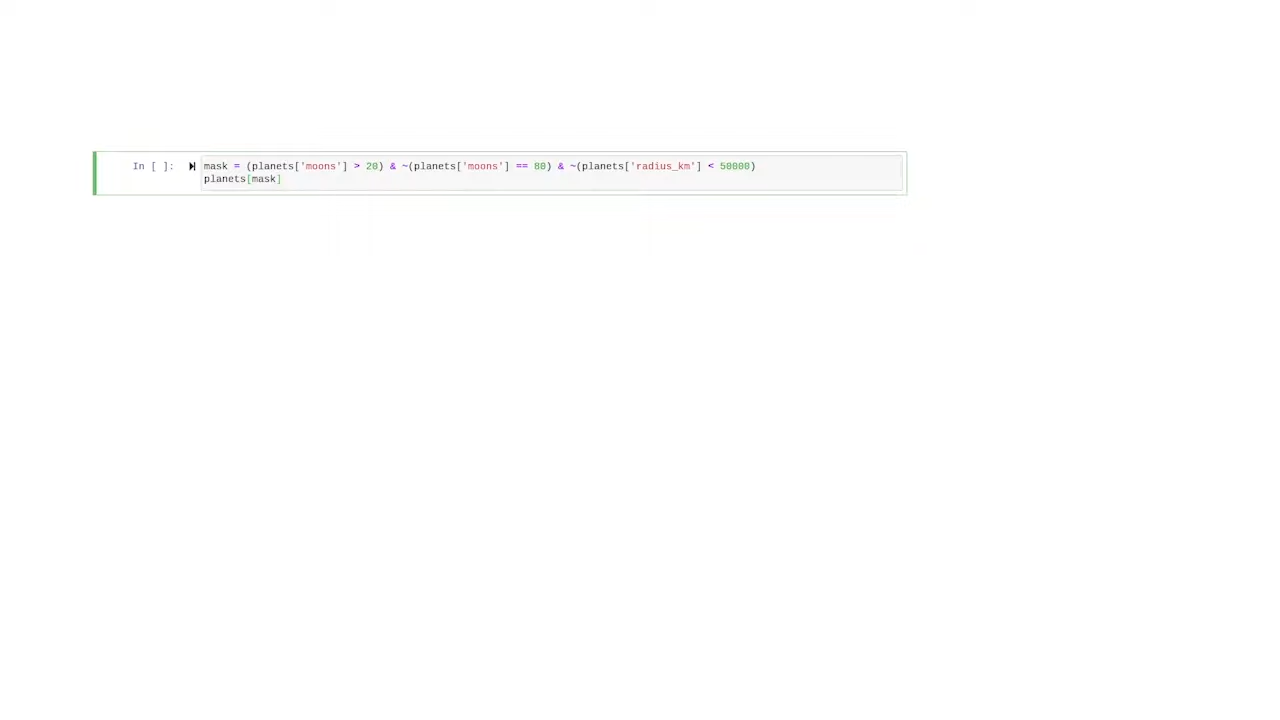 In [ ]: mask = (planets['moons'] > 20) & ~(planets['moons'] == 80) & ~(planets['radius_km'] < 50000)
planets[mask]